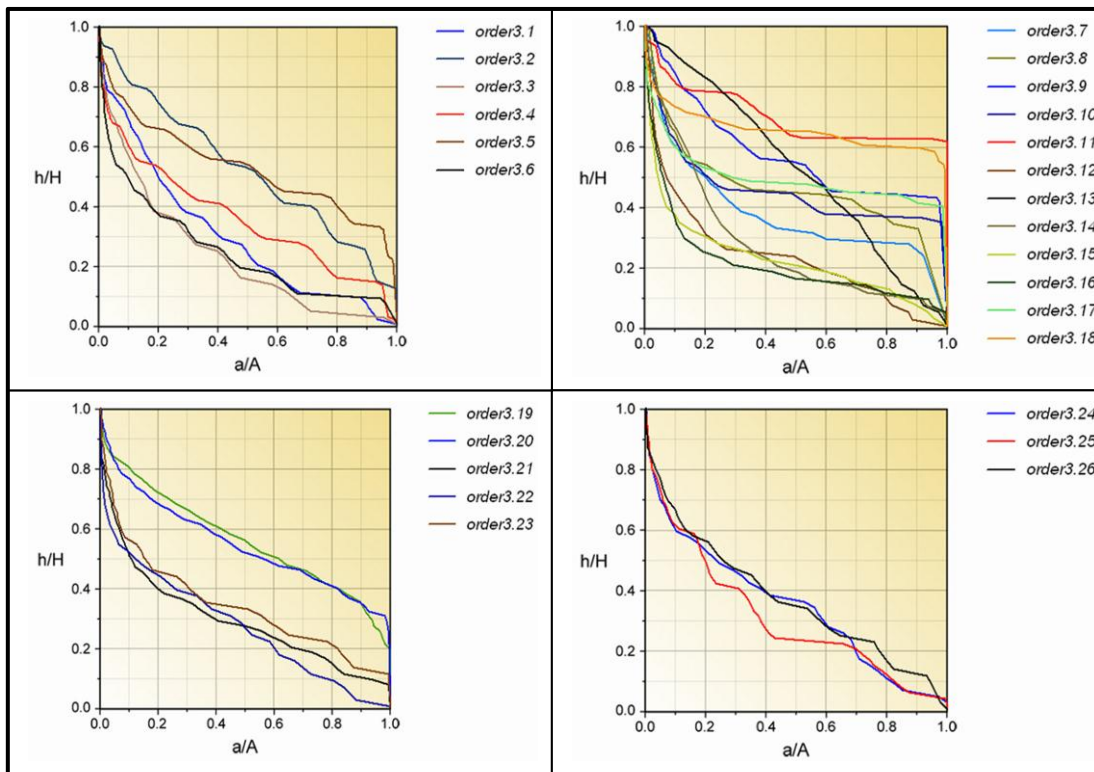 1.0
0.8
0.6
h/H
0.4
0.2
0.0
0.0 0.2 0.4 0.6 0.8 1.0
a/A
order3.1
order3.2
order3.3
order3.4
order3.5
order3.6
1.0
0.8
0.6
h/H
0.4
0.2
0.0
0.0 0.2 0.4 0.6 0.8 1.0
a/A
order3.7
order3.8
order3.9
order3.10
order3.11
order3.12
order3.13
order3.14
order3.15
order3.16
order3.17
order3.18
1.0
0.8
0.6
h/H
0.4
0.2
0.0
0.0 0.2 0.4 0.6 0.8 1.0
a/A
order3.19
order3.20
order3.21
order3.22
order3.23
1.0
0.8
0.6
h/H
0.4
0.2
0.0
0.0 0.2 0.4 0.6 0.8 1.0
a/A
order3.24
order3.25
order3.26